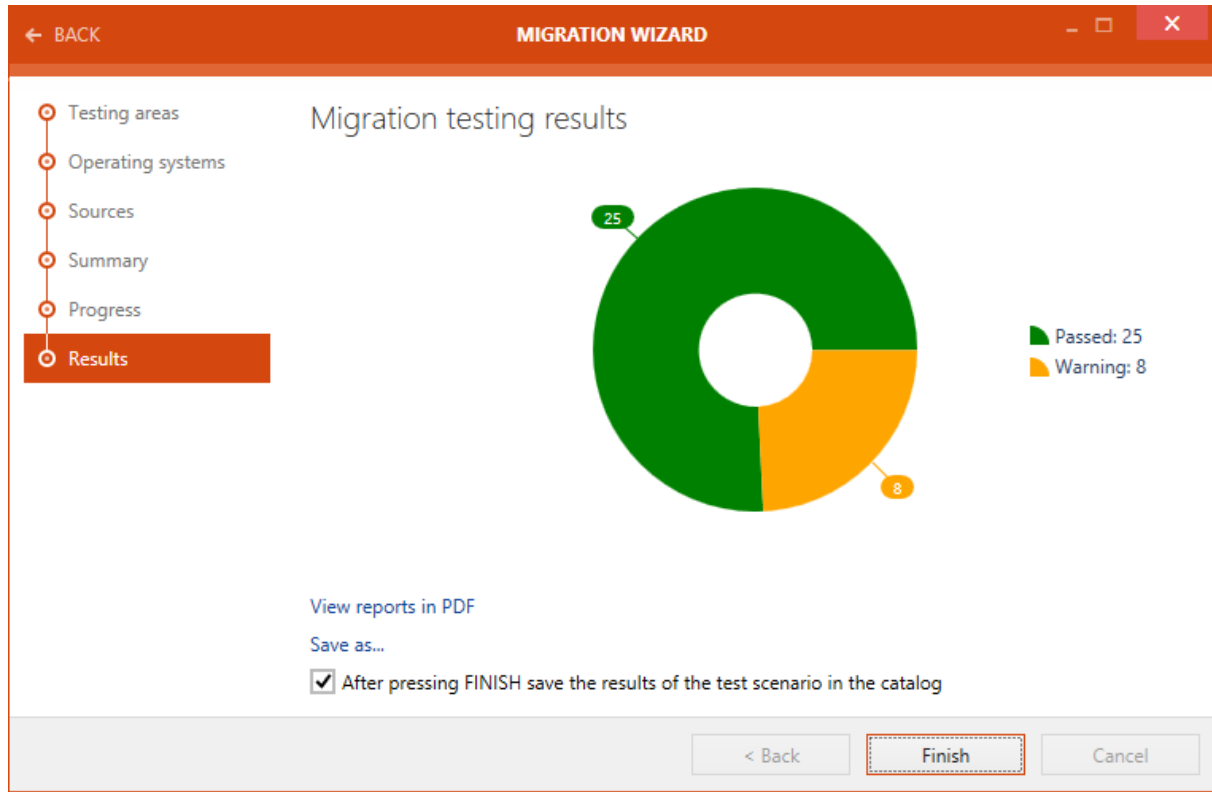 BACK
MIGRATION WIZARD
Testing areas
Operating systems
Sources
Summary
Progress
Results
Migration testing results
25
8
Passed: 25
Warning: 8
View reports in PDF
Save as...
After pressing FINISH save the results of the test scenario in the catalog
< Back
Finish
Cancel